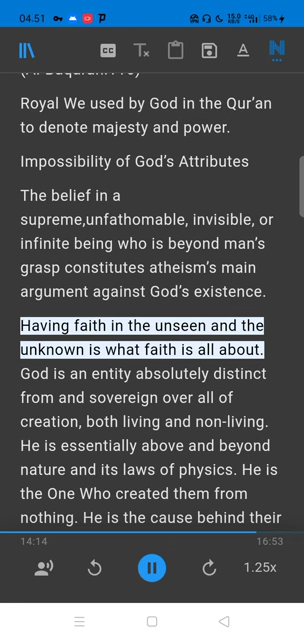 04.51
15.0
KB/s
58%
CC
A
N
Royal We used by God in the Qur'an
to denote majesty and power.
Impossibility of God's Attributes
The belief in a
supreme,unfathomable, invisible, or
infinite being who is beyond man's
grasp constitutes atheism's main
argument against God's existence.
Having faith in the unseen and the
unknown is what faith is all about.
God is an entity absolutely distinct
from and sovereign over all of
creation, both living and non-living.
He is essentially above and beyond
nature and its laws of physics. He is
the One Who created them from
nothing. He is the cause behind their
14:14
16:53
1.25x